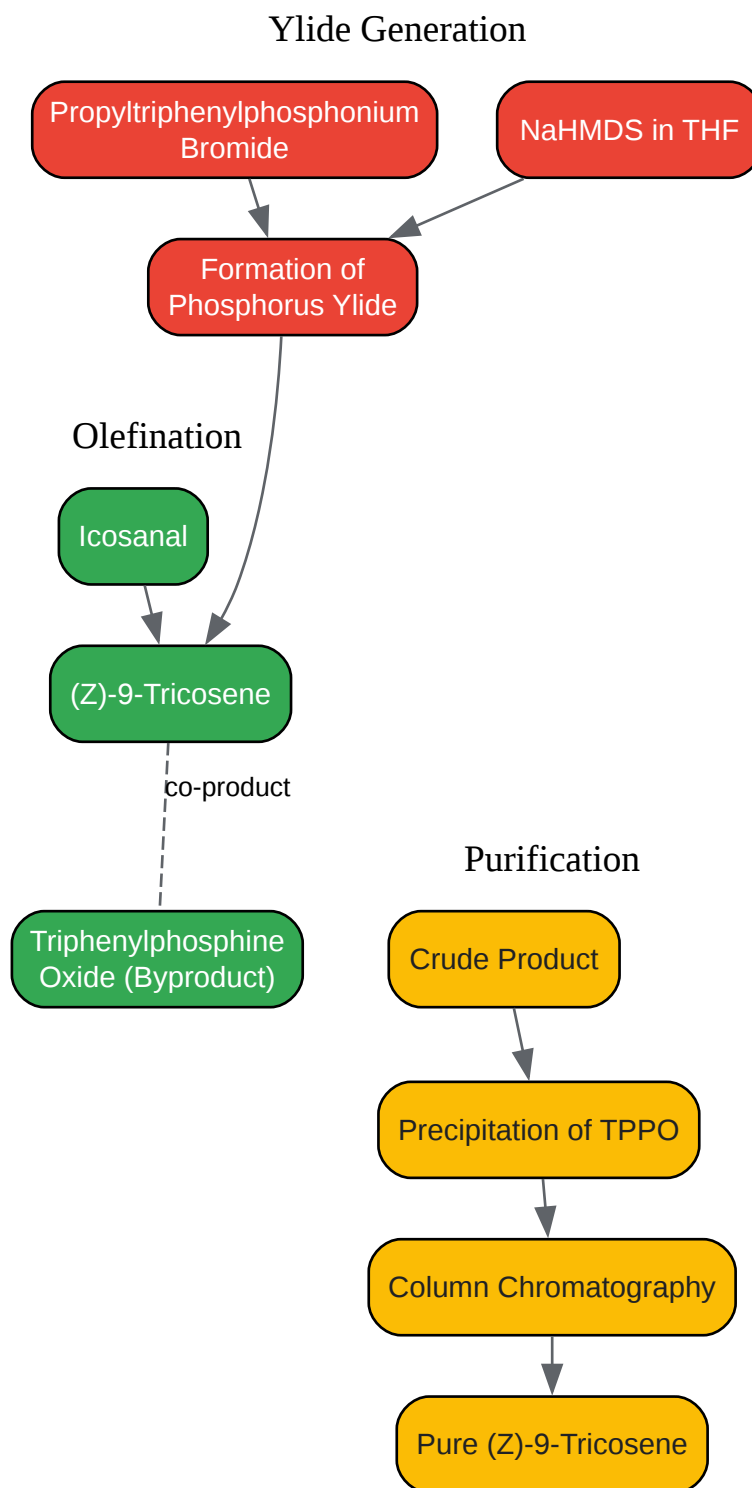 Ylide Generation
Propyltriphenylphosphonium
Bromide
NaHMDS in THF
Formation of
Phosphorus Ylide
Olefination
Icosanal
(Z)-9-Tricosene
co-product
Triphenylphosphine
Oxide (Byproduct)
Purification
Crude Product
Precipitation of TPPO
Column Chromatography
Pure (Z)-9-Tricosene